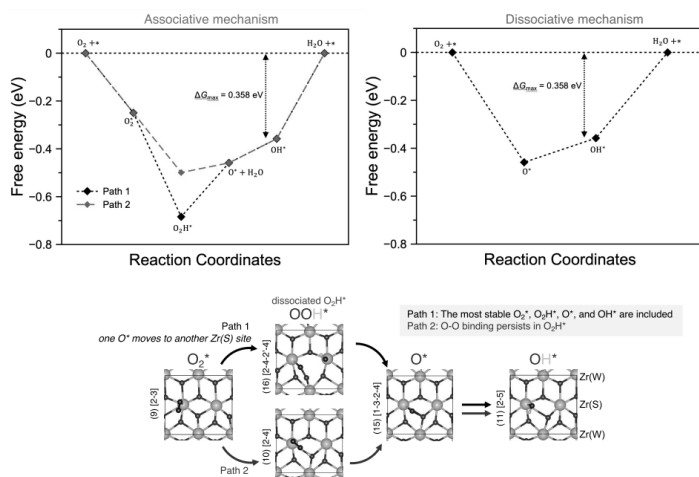 Associative mechanism
Free energy (eV)
0
−0.2
−0.4
−0.6
−0.8
O₂ +*
O₂*
O₂H*
O* + H₂O
OH*
H₂O +*
ΔG_max = 0.358 eV
Path 1
Path 2
Reaction Coordinates
Dissociative mechanism
Free energy (eV)
0
−0.2
−0.4
−0.6
−0.8
O₂ +*
O*
OH*
H₂O +*
ΔG_max = 0.358 eV
Reaction Coordinates
dissociated O₂H*
OOH*
Path 1: The most stable O₂*, O₂H*, O*, and OH* are included
Path 2: O-O binding persists in O₂H*
Path 1
one O* moves to another Zr(S) site
O₂*
(9) [2-3]
(16) [2-4-2'-4]
(10) [2-4]
Path 2
O*
(15) [1-3-2-4]
OH*
(11) [2-5]
Zr(W)
Zr(S)
Zr(W)